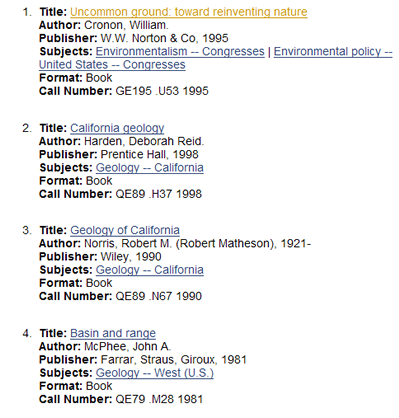 1. Title: Uncommon ground: toward reinventing nature
Author: Cronon, William.
Publisher: W.W. Norton & Co, 1995
Subjects: Environmentalism -- Congresses | Environmental policy --
United States -- Congresses
Format: Book
Call Number: GE195 .U53 1995
2. Title: California geology
Author: Harden, Deborah Reid.
Publisher: Prentice Hall, 1998
Subjects: Geology -- California
Format: Book
Call Number: QE89 .H37 1998
3. Title: Geology of California
Author: Norris, Robert M. (Robert Matheson), 1921-
Publisher: Wiley, 1990
Subjects: Geology -- California
Format: Book
Call Number: QE89 .N67 1990
4. Title: Basin and range
Author: McPhee, John A.
Publisher: Farrar, Straus, Giroux, 1981
Subjects: Geology -- West (U.S.)
Format: Book
Call Number: QE79 .M28 1981